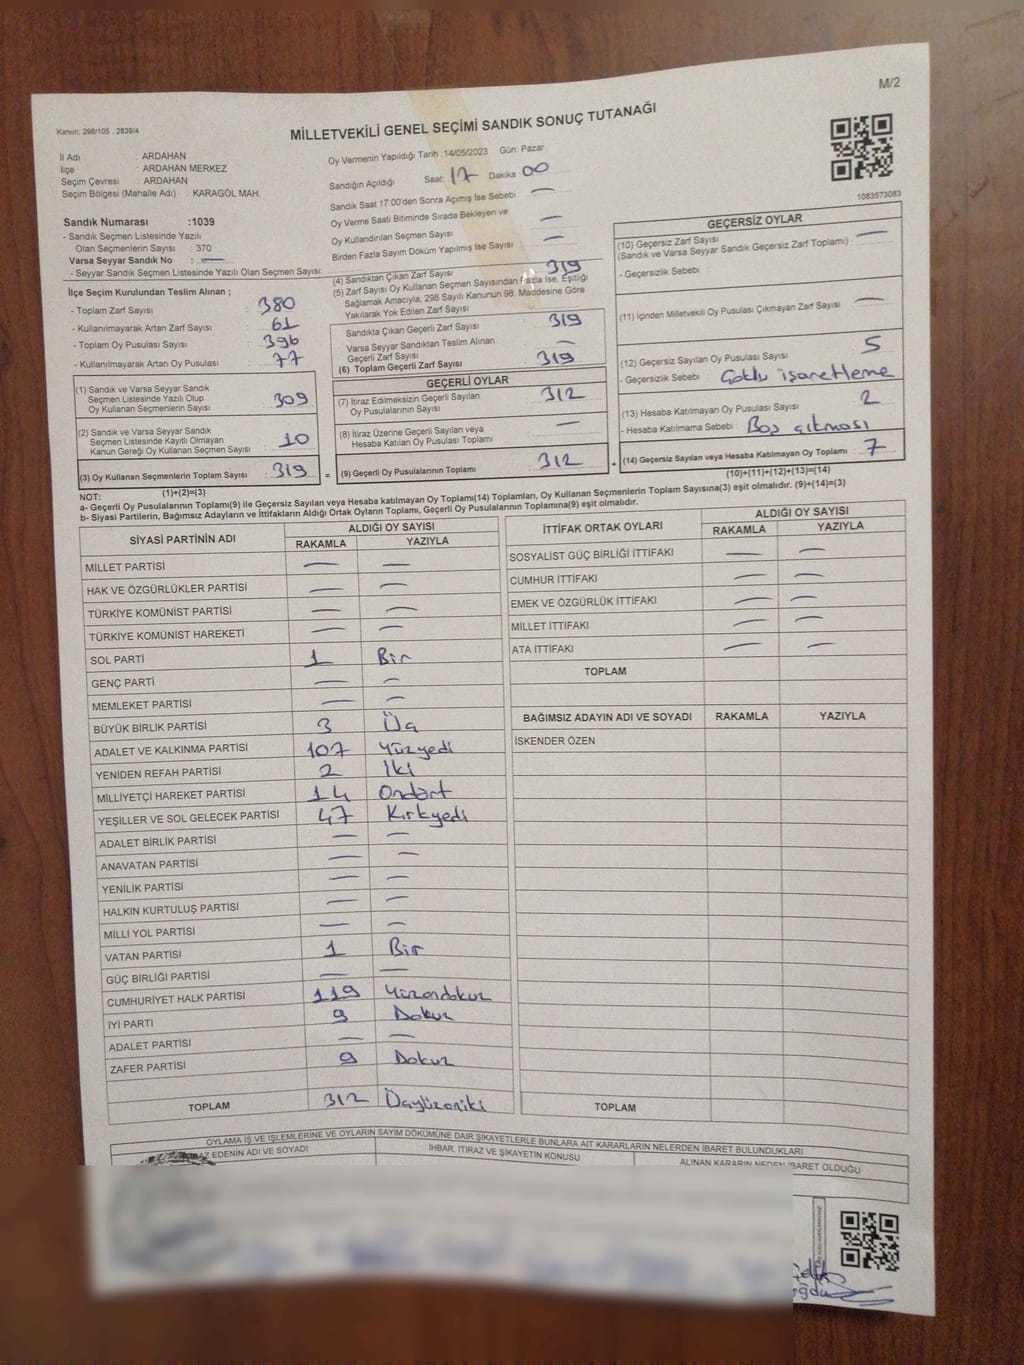 M/2
Kanun; 298/105 , 2839/4
MİLLETVEKİLİ GENEL SEÇİMİ SANDIK SONUÇ TUTANAĞI
İl Adı : ARDAHAN
İlçe : ARDAHAN MERKEZ
Seçim Çevresi : ARDAHAN
Seçim Bölgesi (Mahalle Adı) : KARAGÖL MAH.
Sandık Numarası :1039
- Sandık Seçmen Listesinde Yazılı
Olan Seçmenlerin Sayısı : 370
Varsa Seyyar Sandık No : —
- Seyyar Sandık Seçmen Listesinde Yazılı Olan Seçmen Sayısı:
İlçe Seçim Kurulundan Teslim Alınan ;
- Toplam Zarf Sayısı : 380
- Kullanılmayarak Artan Zarf Sayısı : 61
- Toplam Oy Pusulası Sayısı : 396
- Kullanılmayarak Artan Oy Pusulası : 77
(1) Sandık ve Varsa Seyyar Sandık
Seçmen Listesinde Yazılı Olup
Oy Kullanan Seçmenlerin Sayısı : 309
(2) Sandık ve Varsa Seyyar Sandık
Seçmen Listesinde Kayıtlı Olmayan
Kanun Gereği Oy Kullanan Seçmen Sayısı : 10
(3) Oy Kullanan Seçmenlerin Toplam Sayısı : 319 =
(1)+(2)=(3)
Oy Vermenin Yapıldığı Tarih :14/05/2023 Gün: Pazar
Sandığın Açıldığı Saat: 17 Dakika 00
Sandık Saat 17:00'den Sonra Açımış İse Sebebi : —
Oy Verme Saati Bitiminde Sırada Bekleyen ve
Oy Kullandırılan Seçmen Sayısı : —
Birden Fazla Sayım Döküm Yapılmış İse Sayısı : —
(4) Sandıktan Çıkan Zarf Sayısı : 319
(5) Zarf Sayısı Oy Kullanan Seçmen Sayısından Fazla İse, Eşitliği
Sağlamak Amacıyla, 298 Sayılı Kanunun 98. Maddesine Göre
Yakılarak Yok Edilen Zarf Sayısı :
Sandıkta Çıkan Geçerli Zarf Sayısı : 319
Varsa Seyyar Sandıktan Teslim Alınan
Geçerli Zarf Sayısı : —
(6) Toplam Geçerli Zarf Sayısı : 319
GEÇERLİ OYLAR
(7) İtiraz Edilmeksizin Geçerli Sayılan
Oy Pusulalarının Sayısı : 312
(8) İtiraz Üzerine Geçerli Sayılan veya
Hesaba Katılan Oy Pusulası Toplamı : —
(9) Geçerli Oy Pusulalarının Toplamı : 312 +
1083573083
GEÇERSİZ OYLAR
(10) Geçersiz Zarf Sayısı
(Sandık ve Varsa Seyyar Sandık Geçersiz Zarf Toplamı) : —
- Geçersizlik Sebebi :
(11) İçinden Milletvekili Oy Pusulası Çıkmayan Zarf Sayısı : —
(12) Geçersiz Sayılan Oy Pusulası Sayısı : 5
- Geçersizlik Sebebi : Çoklu işaretleme
(13) Hesaba Katılmayan Oy Pusulası Sayısı : 2
- Hesaba Katılmama Sebebi : Boş çıkması
(14) Geçersiz Sayılan veya Hesaba Katılmayan Oy Toplamı : 7
(10)+(11)+(12)+(13)=(14)
NOT:
a- Geçerli Oy Pusulalarının Toplamı(9) ile Geçersiz Sayılan veya Hesaba katılmayan Oy Toplamı(14) Toplamları, Oy Kullanan Seçmenlerin Toplam Sayısına(3) eşit olmalıdır. (9)+(14)=(3)
b- Siyasi Partilerin, Bağımsız Adayların ve İttifakların Aldığı Ortak Oyların Toplamı, Geçerli Oy Pusulalarının Toplamına(9) eşit olmalıdır.
SİYASİ PARTİNİN ADI ALDIĞI OY SAYISI
RAKAMLA YAZIYLA
MİLLET PARTİSİ — —
HAK VE ÖZGÜRLÜKLER PARTİSİ — —
TÜRKİYE KOMÜNİST PARTİSİ — —
TÜRKİYE KOMÜNİST HAREKETİ — —
SOL PARTİ 1 Bir
GENÇ PARTİ — —
MEMLEKET PARTİSİ — —
BÜYÜK BİRLİK PARTİSİ 3 Üç
ADALET VE KALKINMA PARTİSİ 107 Yüzyedi
YENİDEN REFAH PARTİSİ 2 İki
MİLLİYETÇİ HAREKET PARTİSİ 14 Ondört
YEŞİLLER VE SOL GELECEK PARTİSİ 47 Kırkyedi
ADALET BİRLİK PARTİSİ — —
ANAVATAN PARTİSİ — —
YENİLİK PARTİSİ — —
HALKIN KURTULUŞ PARTİSİ — —
MİLLİ YOL PARTİSİ — —
VATAN PARTİSİ 1 Bir
GÜÇ BİRLİĞİ PARTİSİ — —
CUMHURİYET HALK PARTİSİ 119 Yüzondokuz
İYİ PARTİ 9 Dokuz
ADALET PARTİSİ — —
ZAFER PARTİSİ 9 Dokuz
TOPLAM 312 Üçyüzoniki
İTTİFAK ORTAK OYLARI ALDIĞI OY SAYISI
RAKAMLA YAZIYLA
SOSYALİST GÜÇ BİRLİĞİ İTTİFAKI — —
CUMHUR İTTİFAKI — —
EMEK VE ÖZGÜRLÜK İTTİFAKI — —
MİLLET İTTİFAKI — —
ATA İTTİFAKI — —
TOPLAM
BAĞIMSIZ ADAYIN ADI VE SOYADI RAKAMLA YAZIYLA
İSKENDER ÖZEN
TOPLAM
OYLAMA İŞ VE İŞLEMLERİNE VE OYLARIN SAYIM DÖKÜMÜNE DAİR ŞİKAYETLERLE BUNLARA AİT KARARLARIN NELERDEN İBARET BULUNDUKLARI
EDENİN ADI VE SOYADI İHBAR, İTİRAZ VE ŞİKAYETİN KONUSU ALINAN KARARIN NEDEN İBARET OLDUĞU